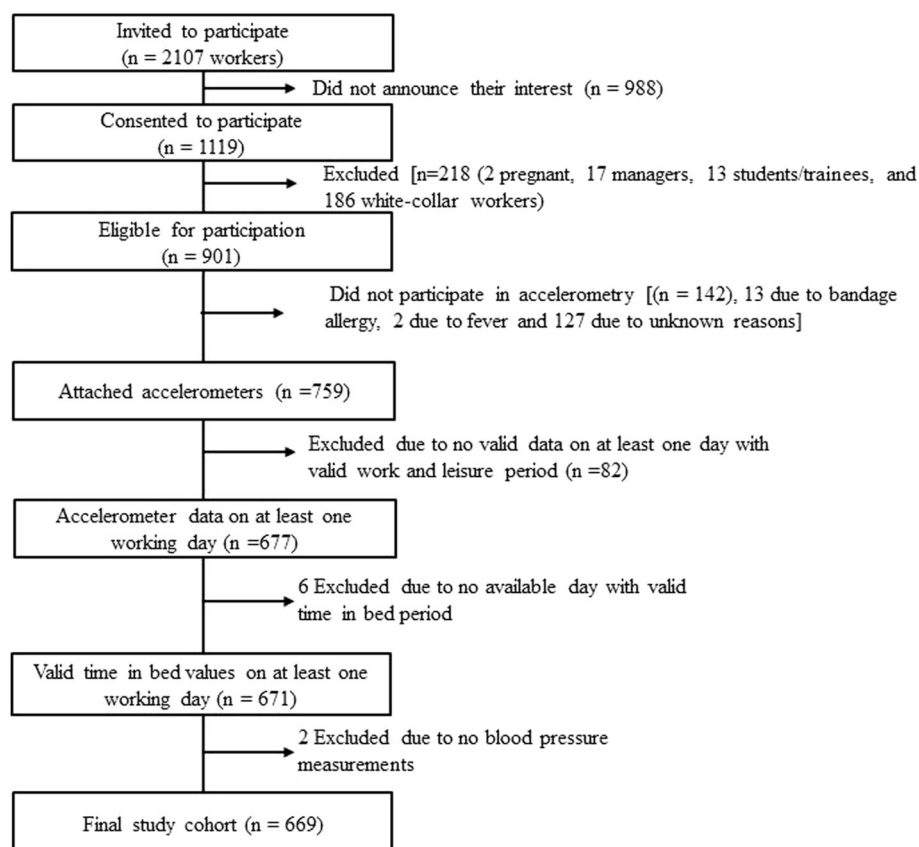 Invited to participate
(n = 2107 workers)
Did not announce their interest (n = 988)
Consented to participate
(n = 1119)
Excluded [n=218 (2 pregnant, 17 managers, 13 students/trainees, and
186 white-collar workers)
Eligible for participation
(n = 901)
Did not participate in accelerometry [(n = 142), 13 due to bandage
allergy, 2 due to fever and 127 due to unknown reasons]
Attached accelerometers (n =759)
Excluded due to no valid data on at least one day with
valid work and leisure period (n =82)
Accelerometer data on at least one
working day (n =677)
6 Excluded due to no available day with valid
time in bed period
Valid time in bed values on at least one
working day (n = 671)
2 Excluded due to no blood pressure
measurements
Final study cohort (n = 669)